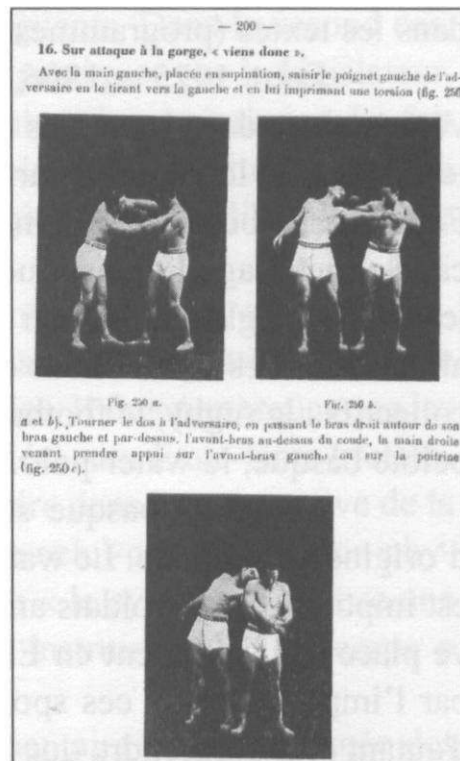 — 200 —
16. Sur attaque à la gorge, « viens donc ».
Avec la main gauche, placée en supination, saisir le poignet gauche de l'ad-
versaire en le tirant vers la gauche et en lui imprimant une torsion (fig. 250
Fig. 250 a.
Fig. 250 b.
a et b). Tourner le dos à l'adversaire, en passant le bras droit autour de son
bras gauche et par-dessus, l'avant-bras au-dessus du coude, la main droite
venant prendre appui sur l'avant-bras gauche ou sur la poitrine
(fig. 250 c).